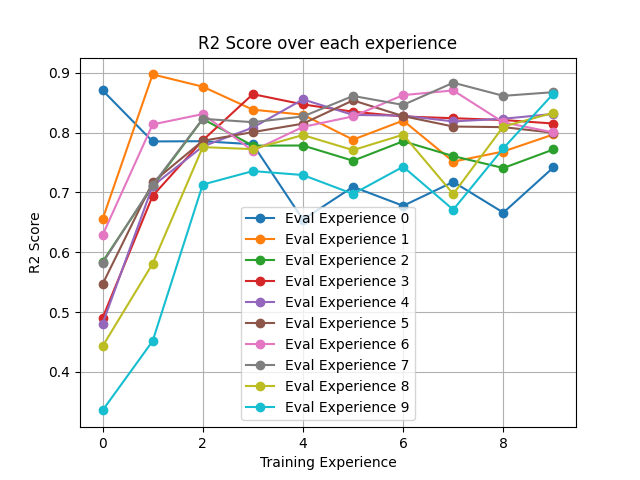 R2 Score over each experience
R2 Score
0.9
0.8
0.7
0.6
0.5
0.4
0
2
4
6
8
Training Experience
Eval Experience 0
Eval Experience 1
Eval Experience 2
Eval Experience 3
Eval Experience 4
Eval Experience 5
Eval Experience 6
Eval Experience 7
Eval Experience 8
Eval Experience 9